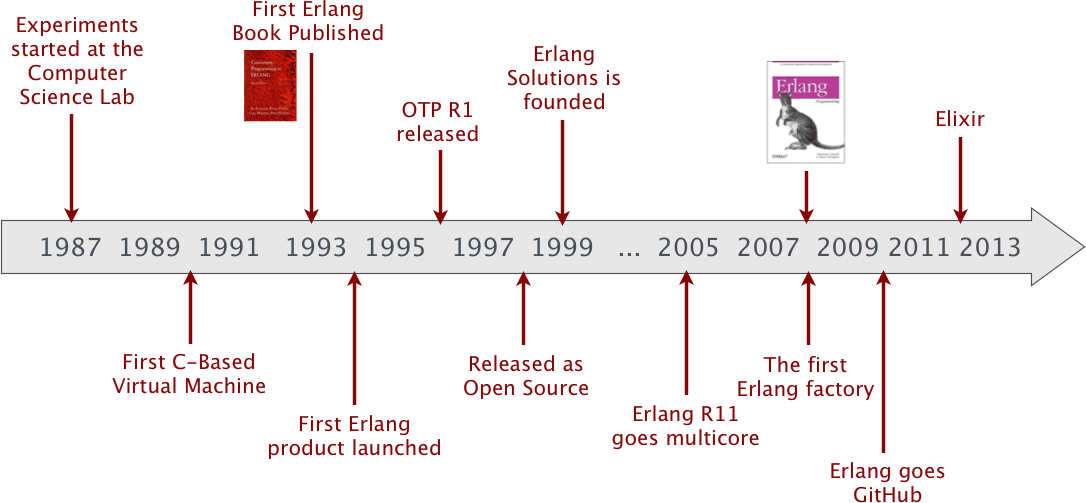 Experiments
started at the
Computer
Science Lab
First Erlang
Book Published
Concurrent
Programming in
ERLANG
OTP R1
released
Erlang
Solutions is
founded
Erlang
Programming
O'REILLY
Elixir
1987 1989 1991 1993 1995 1997 1999 ... 2005 2007 2009 2011 2013
First C-Based
Virtual Machine
First Erlang
product launched
Released as
Open Source
Erlang R11
goes multicore
The first
Erlang factory
Erlang goes
GitHub